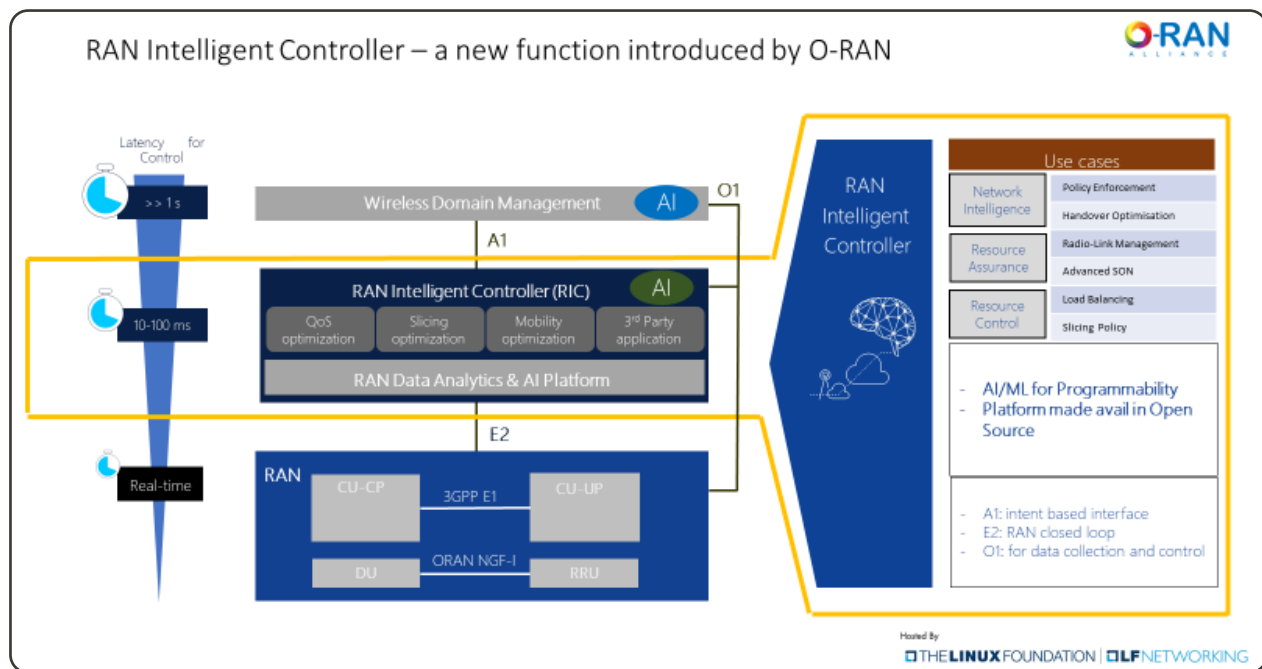 RAN Intelligent Controller – a new function introduced by O-RAN
O-RAN
ALLIANCE
Latency for
Control
>> 1s
10-100 ms
Real-time
Wireless Domain Management
AI
O1
A1
RAN Intelligent Controller (RIC)
AI
QoS
optimization
Slicing
optimization
Mobility
optimization
3rd Party
application
RAN Data Analytics & AI Platform
E2
RAN
CU-CP
3GPP E1
CU-UP
DU
ORAN NGF-I
RRU
RAN
Intelligent
Controller
Use cases
Network
Intelligence
Resource
Assurance
Resource
Control
Policy Enforcement
Handover Optimisation
Radio-Link Management
Advanced SON
Load Balancing
Slicing Policy
- AI/ML for Programmability
- Platform made avail in Open
Source
- A1: intent based interface
- E2: RAN closed loop
- O1: for data collection and control
Hosted By
THE LINUX FOUNDATION | LF NETWORKING